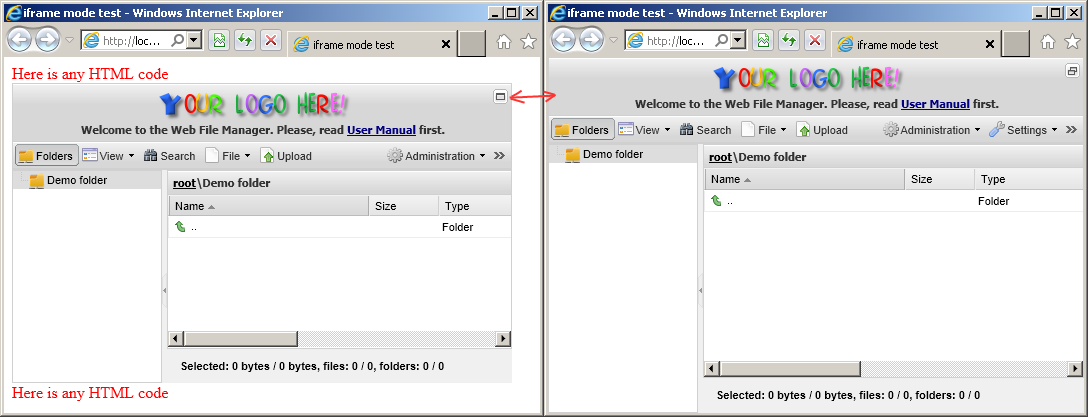 iframe mode test - Windows Internet Explorer
http://loc...
iframe mode test
Here is any HTML code
YOUR LOGO HERE!
Welcome to the Web File Manager. Please, read User Manual first.
Folders View Search File Upload Administration
Demo folder
root\Demo folder
Name Size Type
.. Folder
Selected: 0 bytes / 0 bytes, files: 0 / 0, folders: 0 / 0
Here is any HTML code
iframe mode test - Windows Internet Explorer
http://loc...
iframe mode test
YOUR LOGO HERE!
Welcome to the Web File Manager. Please, read User Manual first.
Folders View Search File Upload Administration Settings
Demo folder
root\Demo folder
Name Size Type
.. Folder
Selected: 0 bytes / 0 bytes, files: 0 / 0, folders: 0 / 0